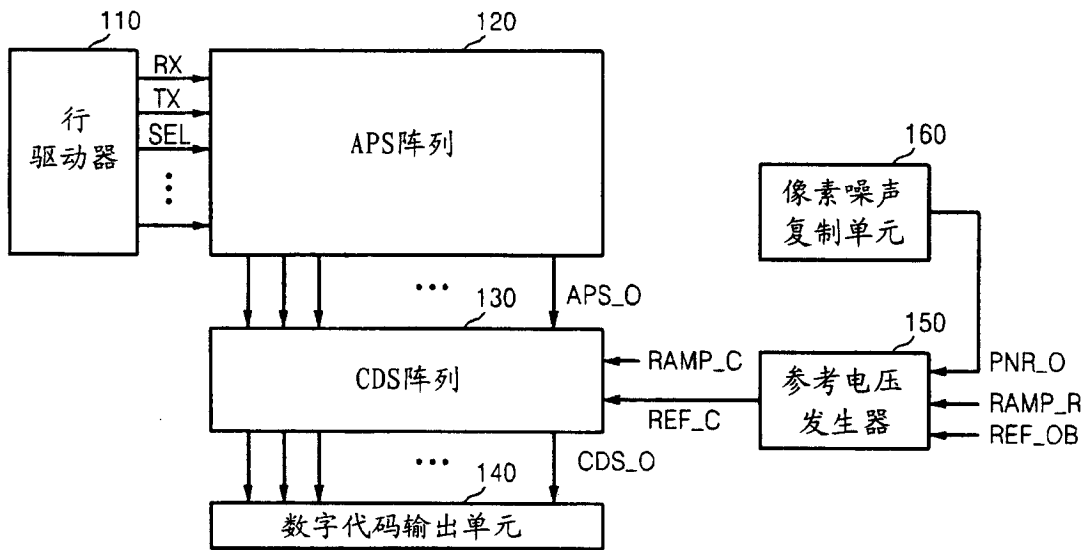 110
120
行
驱动器
RX
TX
SEL
APS阵列
160
像素噪声
复制单元
APS_O
130
CDS阵列
RAMP_C
REF_C
150
参考电压
发生器
PNR_O
RAMP_R
REF_OB
CDS_O
140
数字代码输出单元